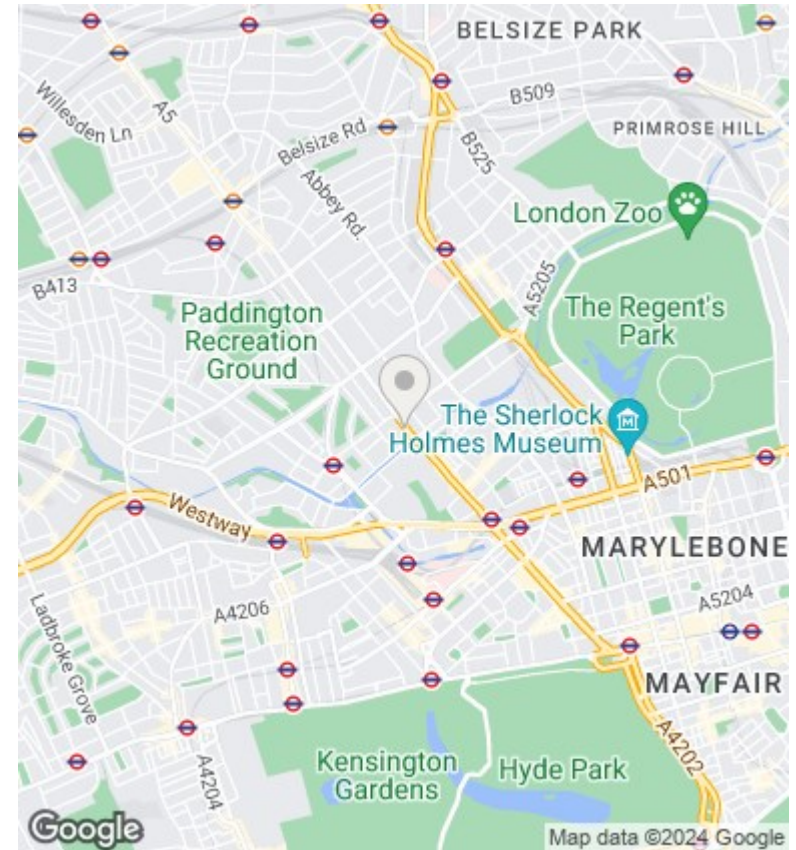 BELSIZE PARK
B509
A5
Willesden Ln
Belsize Rd
B525
PRIMROSE HILL
Abbey Rd.
London Zoo
B413
A5205
Paddington
Recreation
Ground
The Regent's
Park
The Sherlock
Holmes Museum
A501
Westway
MARYLEBONE
A4206
A5204
Ladbroke Grove
MAYFAIR
A4202
A4204
Kensington
Gardens
Hyde Park
Google
Map data ©2024 Google